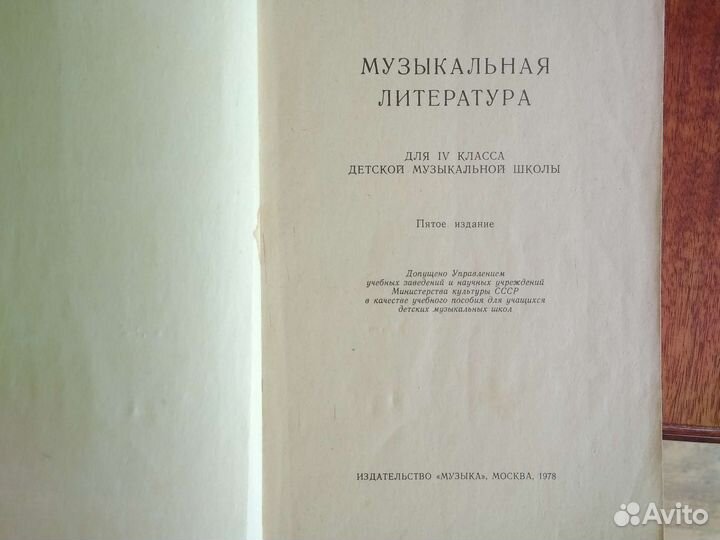 МУЗЫКАЛЬНАЯ
ЛИТЕРАТУРА
ДЛЯ IV КЛАССА
ДЕТСКОЙ МУЗЫКАЛЬНОЙ ШКОЛЫ
Пятое издание
Допущено Управлением
учебных заведений и научных учреждений
Министерства культуры СССР
в качестве учебного пособия для учащихся
детских музыкальных школ
ИЗДАТЕЛЬСТВО «МУЗЫКА», МОСКВА, 1978
Avito